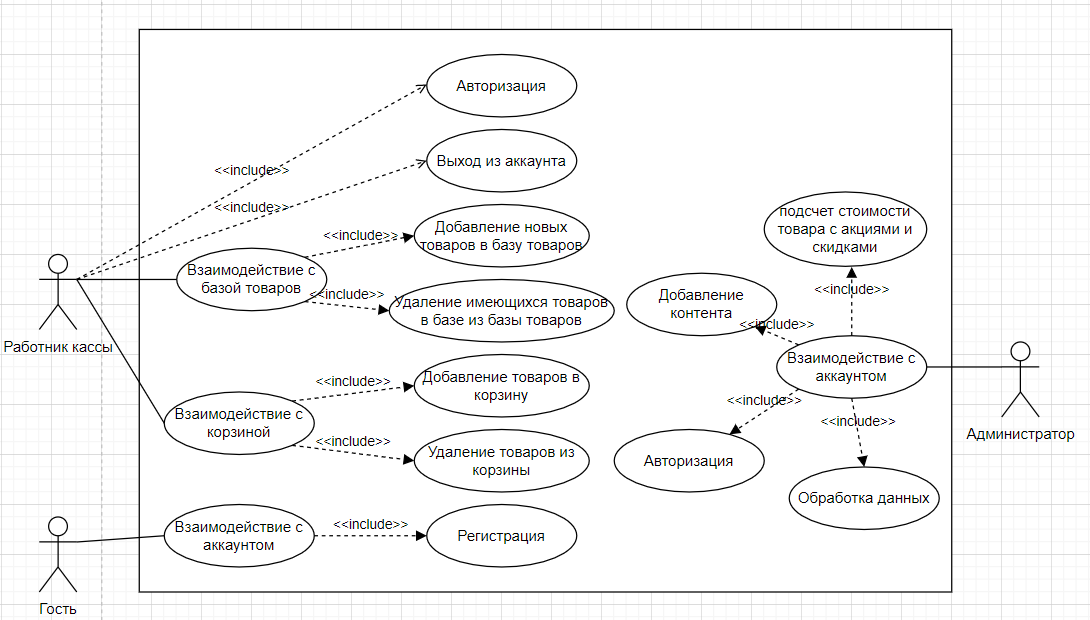 Авторизация
<<include>>
Выход из аккаунта
<<include>>
подсчет стоимости
товара с акциями и
скидками
Добавление новых
товаров в базу товаров
<<include>>
Взаимодействие с
базой товаров
<<include>>
Удаление имеющихся товаров
в базе из базы товаров
Работник кассы
<<include>>
Добавление
контента
<<include>>
Взаимодействие с
аккаунтом
<<include>>
<<include>>
Администратор
Добавление товаров в
корзину
<<include>>
Взаимодействие с
корзиной
<<include>>
Удаление товаров из
корзины
Авторизация
Обработка данных
Взаимодействие с
аккаунтом
<<include>>
Регистрация
Гость